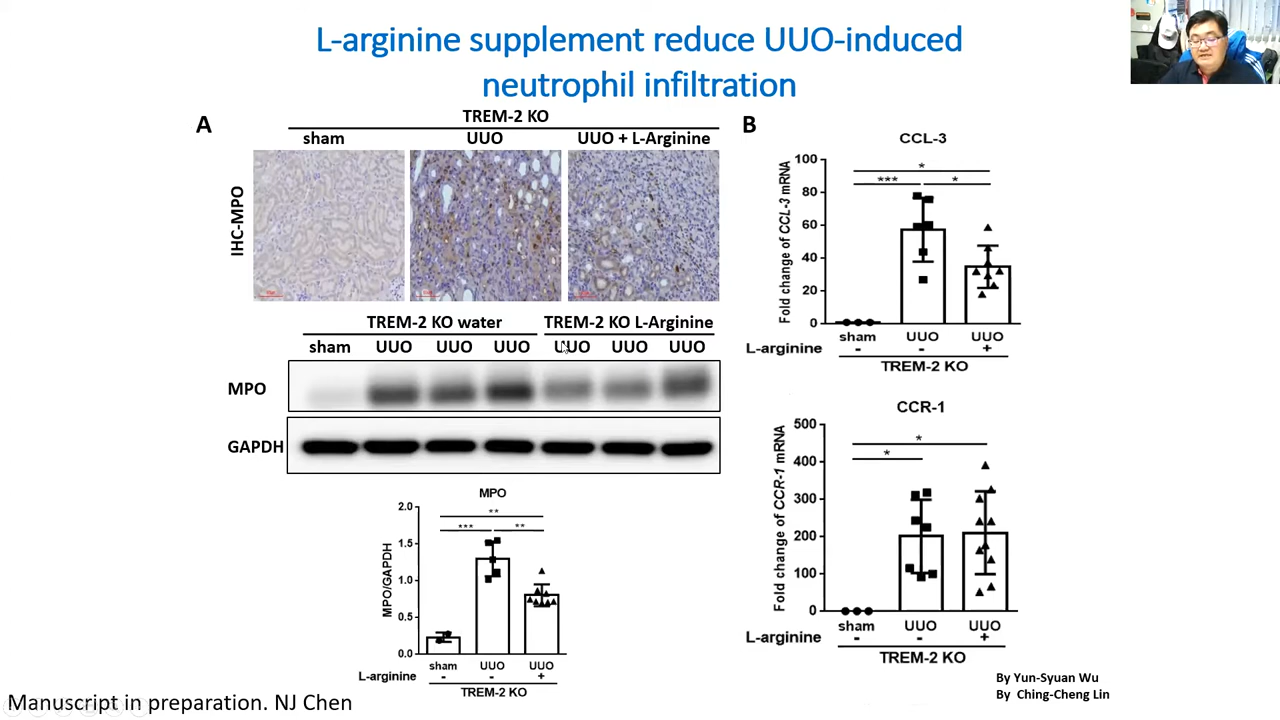 L-arginine supplement reduce UUO-induced
neutrophil infiltration
A
TREM-2 KO
sham UUO UUO + L-Arginine
IHC-MPO
TREM-2 KO water TREM-2 KO L-Arginine
sham UUO UUO UUO UUO UUO UUO
MPO
GAPDH
MPO
MPO/GAPDH
2.0
1.5
1.0
0.5
0.0
**
*** **
sham UUO UUO
L-arginine - - +
TREM-2 KO
B
CCL-3
Fold change of CCL-3 mRNA
100
80
60
40
20
0
*
*** *
sham UUO UUO
L-arginine - - +
TREM-2 KO
CCR-1
Fold change of CCR-1 mRNA
500
400
300
200
100
0
*
*
sham UUO UUO
L-arginine - - +
TREM-2 KO
By Yun-Syuan Wu
By Ching-Cheng Lin
Manuscript in preparation. NJ Chen